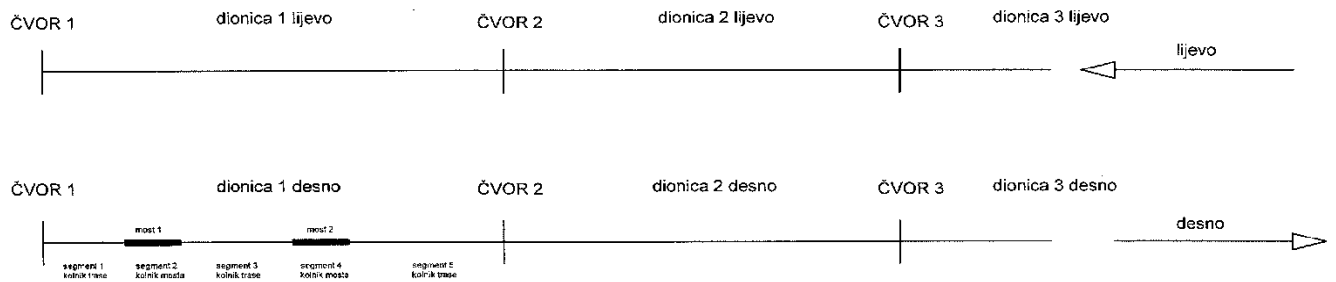 ČVOR 1 dionica 1 lijevo ČVOR 2 dionica 2 lijevo ČVOR 3 dionica 3 lijevo
lijevo
ČVOR 1 dionica 1 desno ČVOR 2 dionica 2 desno ČVOR 3 dionica 3 desno
desno
most 1 most 2
segment 1 segment 2 segment 3 segment 4 segment 5
kolnik trase kolnik mosta kolnik trase kolnik mosta kolnik trase